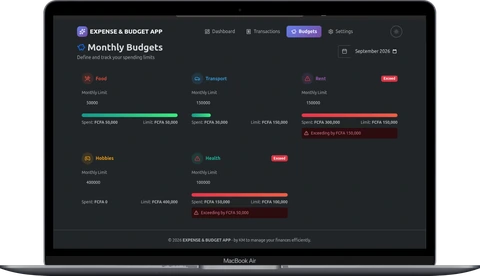 EXPENSE & BUDGET APP
Dashboard
Transactions
Budgets
Settings
Monthly Budgets
Define and track your spending limits
September 2026
Food
Monthly Limit
50000
Spent: FCFA 50,000 Limit: FCFA 50,000
Transport
Monthly Limit
150000
Spent: FCFA 30,000 Limit: FCFA 150,000
Rent
Exceed
Monthly Limit
150000
Spent: FCFA 300,000 Limit: FCFA 150,000
Exceeding by FCFA 150,000
Hobbies
Monthly Limit
400000
Spent: FCFA 0 Limit: FCFA 400,000
Health
Exceed
Monthly Limit
100000
Spent: FCFA 150,000 Limit: FCFA 100,000
Exceeding by FCFA 50,000
© 2026 EXPENSE & BUDGET APP - by KM to manage your finances efficiently.
MacBook Air